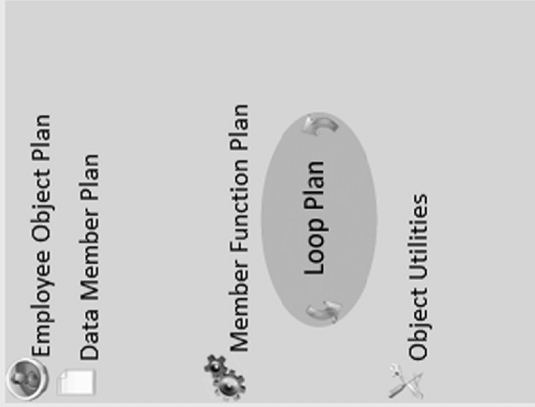 Employee Object Plan
Data Member Plan
Member Function Plan
Loop Plan
Object Utilities